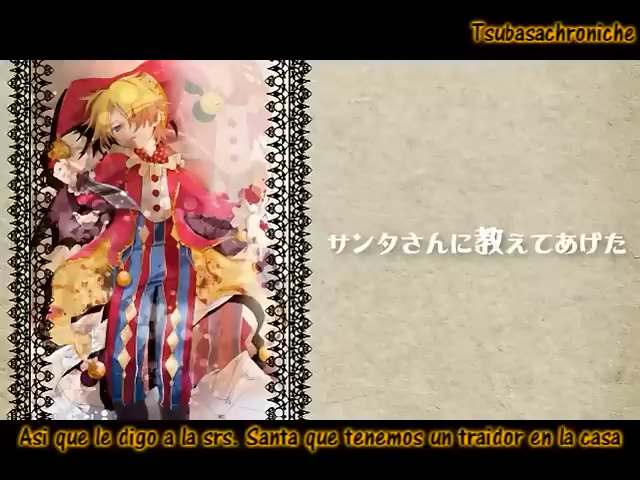 Tsubasachroniche
サンタさんに教えてあげた
Asi que le digo a la srs. Santa que tenemos un traidor en la casa